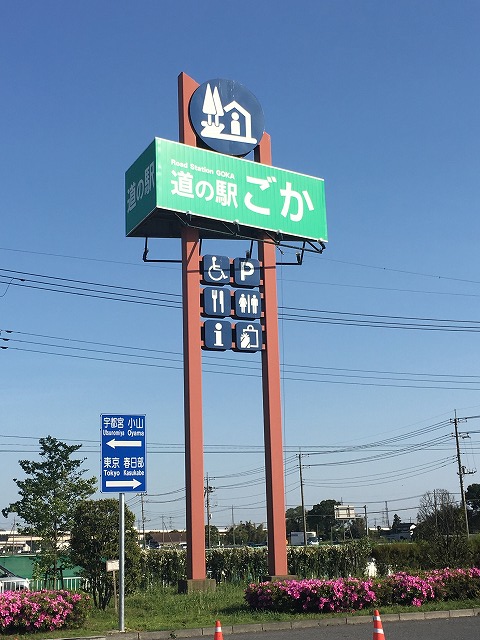 Road Station GOKA
道の駅 ごか
道の駅
P
i
宇都宮 小山
Utsunomiya Oyama
東京 春日部
Tokyo Kasukabe